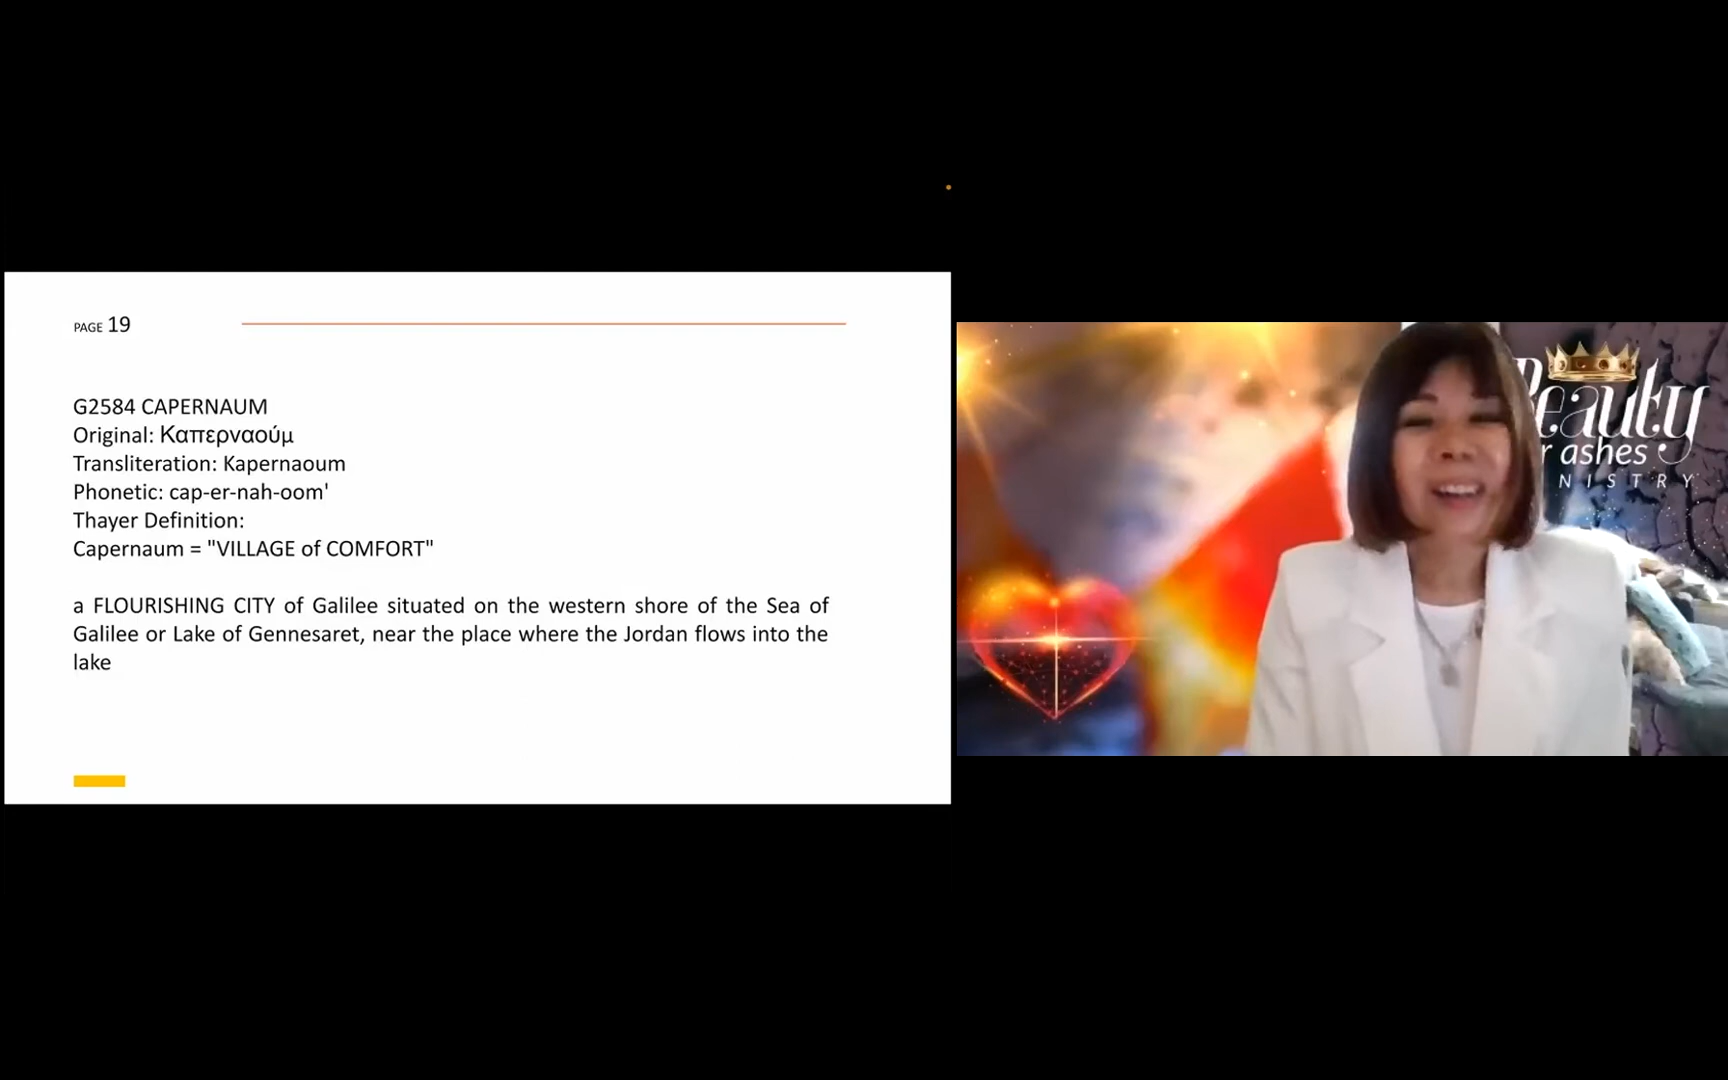 PAGE 19
G2584 CAPERNAUM
Original: Καπερναούμ
Transliteration: Kapernaoum
Phonetic: cap-er-nah-oom'
Thayer Definition:
Capernaum = "VILLAGE of COMFORT"
a FLOURISHING CITY of Galilee situated on the western shore of the Sea of
Galilee or Lake of Gennesaret, near the place where the Jordan flows into the
lake
Beauty
r ashes
NISTRY